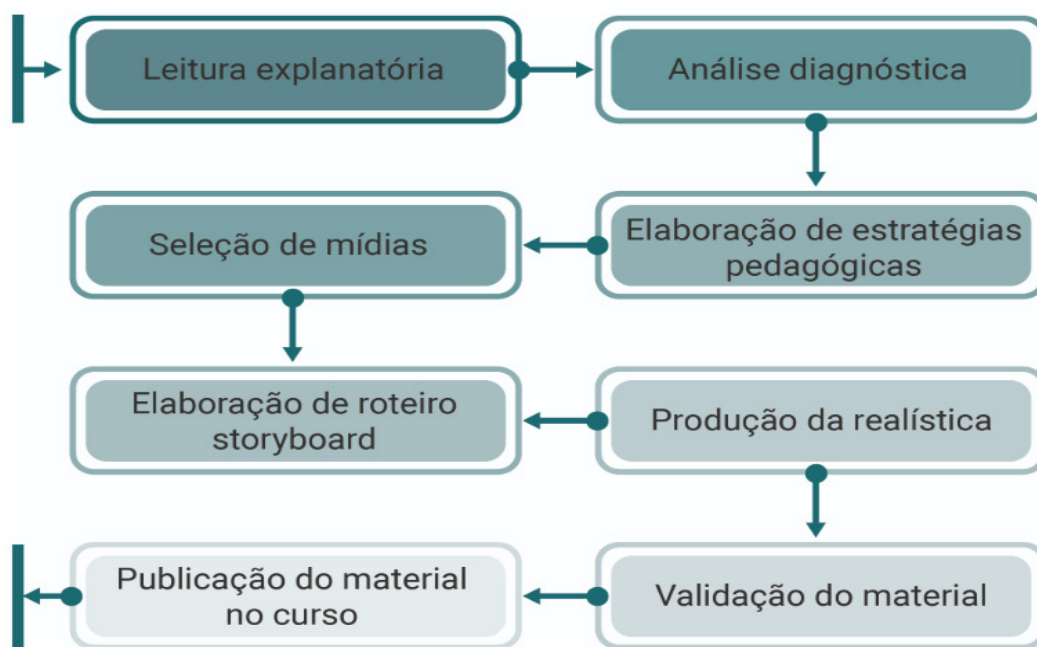 Leitura explanatória
Análise diagnóstica
Elaboração de estratégias
pedagógicas
Seleção de mídias
Elaboração de roteiro
storyboard
Produção da realística
Validação do material
Publicação do material
no curso